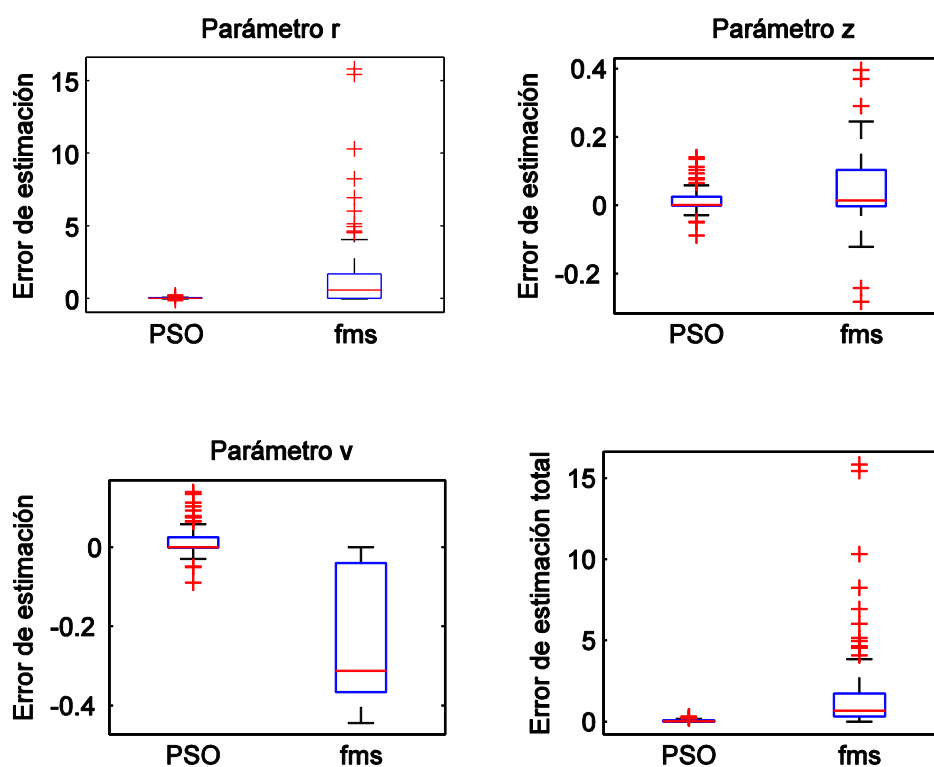 Parámetro r
Error de estimación
15
10
5
0
PSO fms
Parámetro z
Error de estimación
0.4
0.2
0
-0.2
PSO fms
Parámetro v
Error de estimación
0
-0.2
-0.4
PSO fms
Error de estimación total
15
10
5
0
PSO fms